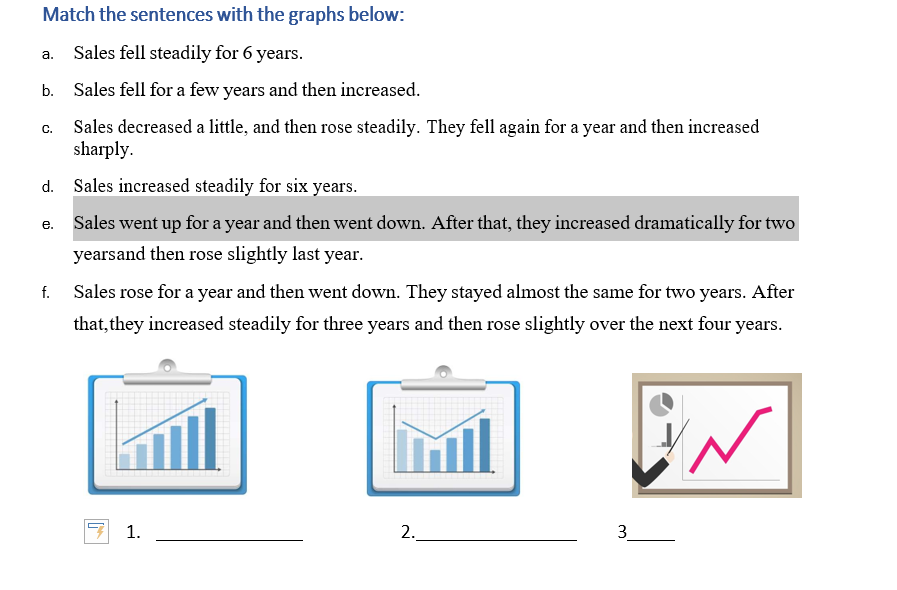 Match the sentences with the graphs below:
a. Sales fell steadily for 6 years.
b. Sales fell for a few years and then increased.
c. Sales decreased a little, and then rose steadily. They fell again for a year and then increased
sharply.
d. Sales increased steadily for six years.
e. Sales went up for a year and then went down. After that, they increased dramatically for two
yearsand then rose slightly last year.
f. Sales rose for a year and then went down. They stayed almost the same for two years. After
that,they increased steadily for three years and then rose slightly over the next four years.
1. ________________ 2.________________ 3_____